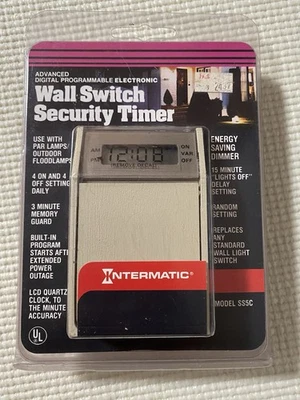 ADVANCED
DIGITAL PROGRAMMABLE ELECTRONIC
Wall Switch
Security Timer
USE WITH
PAR LAMPS/
OUTDOOR
FLOODLAMPS
4 ON AND 4
OFF SETTING
DAILY
3 MINUTE
MEMORY
GUARD
BUILT-IN
PROGRAM
STARTS AFTER
EXTENDED
POWER
OUTAGE
LCD QUARTZ
CLOCK, TO
THE MINUTE
ACCURACY
UL
AM
PM
12:08
ON
VAR
OFF
INTERMATIC
ENERGY
SAVING
DIMMER
15 MINUTE
"LIGHTS OFF"
DELAY
SETTING
RANDOM
SETTING
REPLACES
ANY
STANDARD
WALL LIGHT
SWITCH
MODEL SS5C